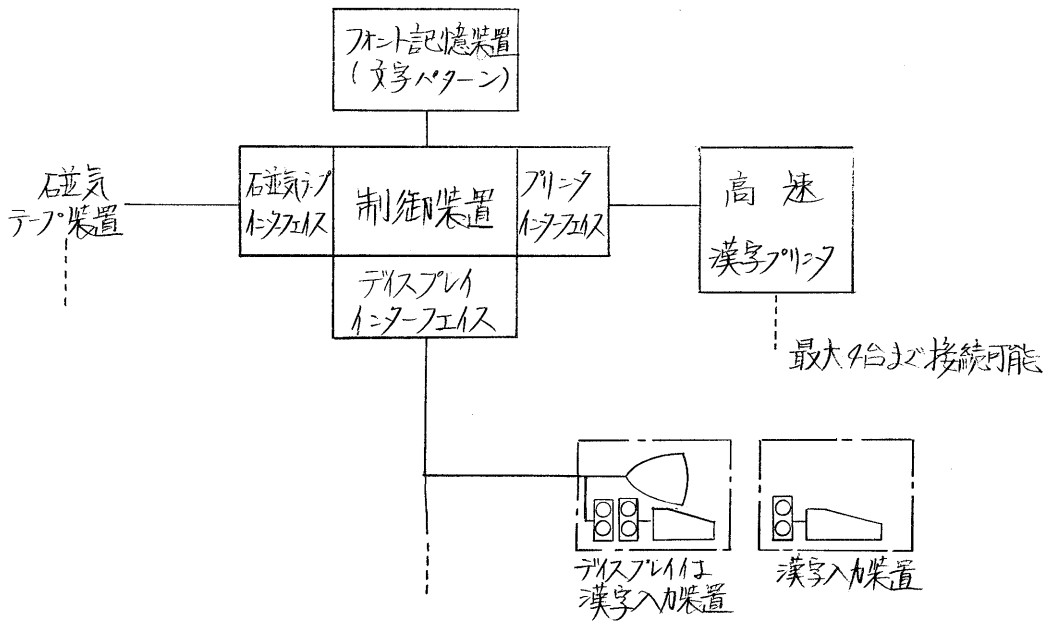 フォント記憶装置
(文字パターン)
磁気
テープ装置
磁気テープ
インターフェイス
制御装置
プリンタ
インターフェイス
高速
漢字プリンタ
ディスプレイ
インターフェイス
最大4台まで接続可能
ディスプレイイは
漢字入力装置
漢字入力装置